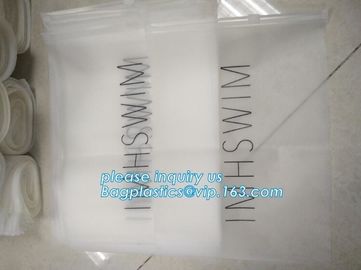 INHSWIM
INHSWIM
please inquiry us
Bagplastics@vip.163.com